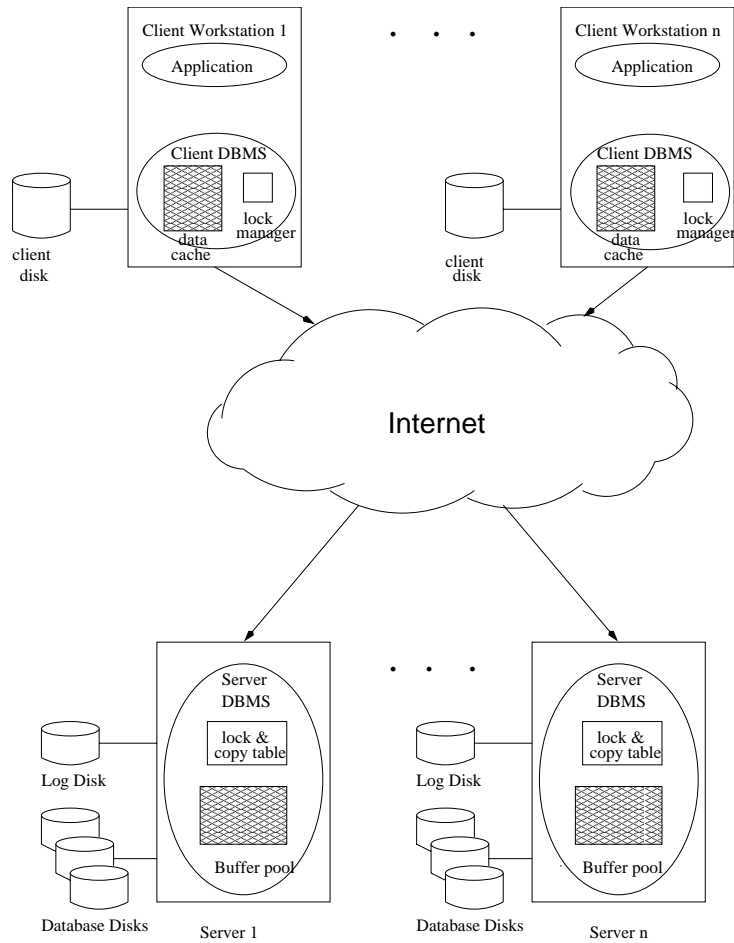 Client Workstation 1
Application
Client DBMS
data
cache
lock
manager
client
disk
. . .
Client Workstation n
Application
Client DBMS
data
cache
lock
manager
client
disk
Internet
Server
DBMS
lock &
copy table
Buffer pool
Log Disk
Database Disks
Server 1
. . .
Server
DBMS
lock &
copy table
Buffer pool
Log Disk
Database Disks
Server n